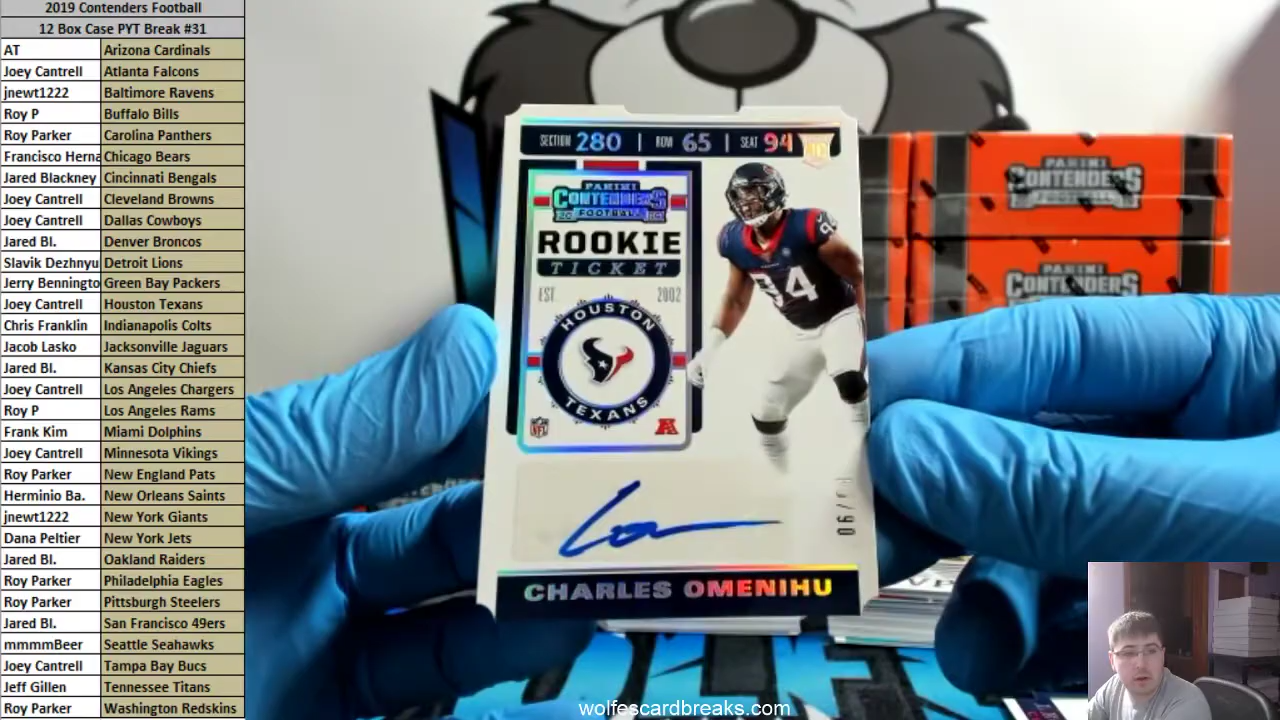 2019 Contenders Football
12 Box Case PYT Break #31
AT Arizona Cardinals
Joey Cantrell Atlanta Falcons
jnewt1222 Baltimore Ravens
Roy P Buffalo Bills
Roy Parker Carolina Panthers
Francisco Herna Chicago Bears
Jared Blackney Cincinnati Bengals
Joey Cantrell Cleveland Browns
Joey Cantrell Dallas Cowboys
Jared Bl. Denver Broncos
Slavik Dezhnyu Detroit Lions
Jerry Benningto Green Bay Packers
Joey Cantrell Houston Texans
Chris Franklin Indianapolis Colts
Jacob Lasko Jacksonville Jaguars
Jared Bl. Kansas City Chiefs
Joey Cantrell Los Angeles Chargers
Roy P Los Angeles Rams
Frank Kim Miami Dolphins
Joey Cantrell Minnesota Vikings
Roy Parker New England Pats
Herminio Ba. New Orleans Saints
jnewt1222 New York Giants
Dana Peltier New York Jets
Jared Bl. Oakland Raiders
Roy Parker Philadelphia Eagles
Roy Parker Pittsburgh Steelers
Jared Bl. San Francisco 49ers
mmmmBeer Seattle Seahawks
Joey Cantrell Tampa Bay Bucs
Jeff Gillen Tennessee Titans
Roy Parker Washington Redskins
SECTION 280 | ROW 65 | SEAT 94
PANINI
CONTENDERS
20 FOOTBALL 19
ROOKIE
TICKET
EST. 2002
HOUSTON
TEXANS
NFL
94
CHARLES OMENIHU
PANINI
CONTENDERS
FOOTBALL
PANINI
CONTENDERS
wolfescardbreaks.com